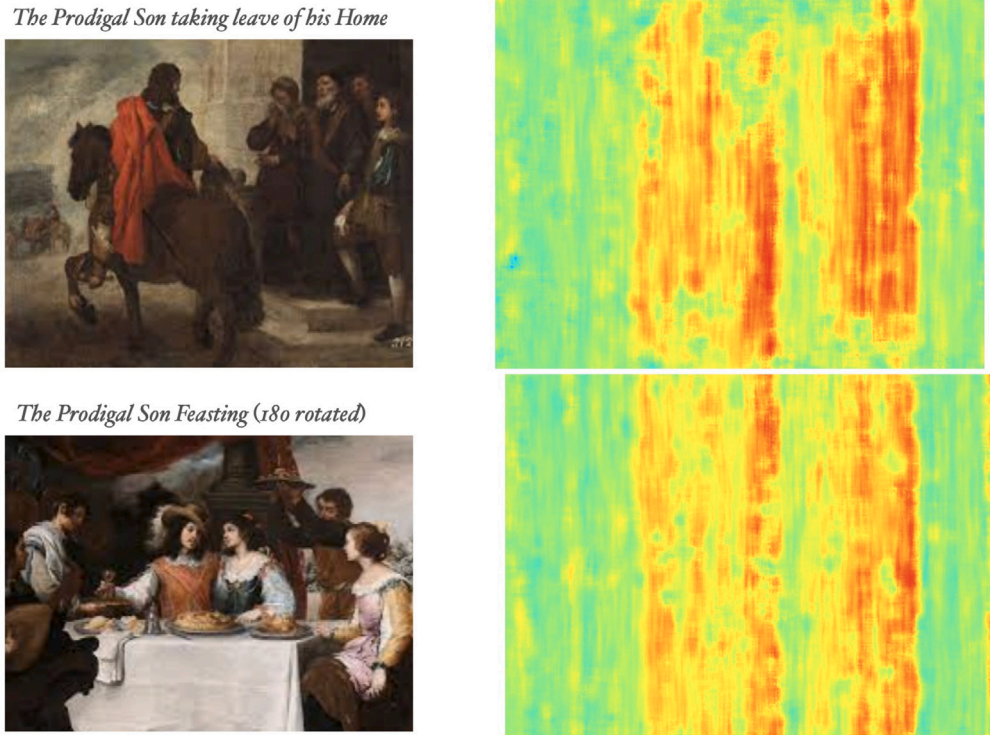 The Prodigal Son taking leave of his Home
The Prodigal Son Feasting (180 rotated)